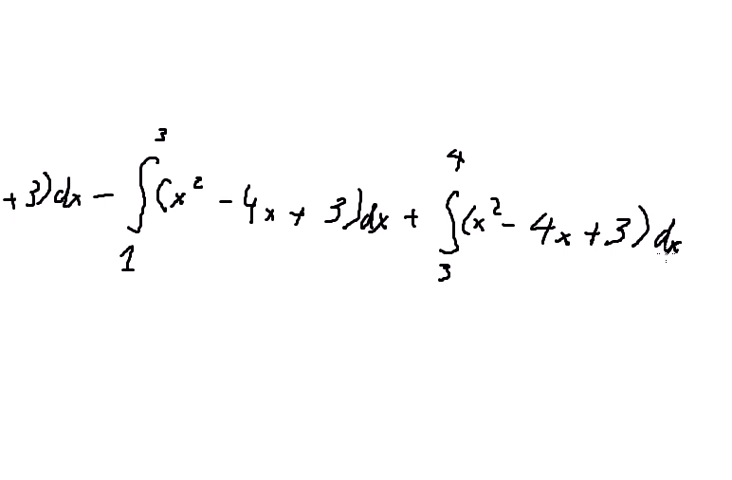 + 3)dx - ∫₁³(x² - 4x + 3)dx + ∫₃⁴(x² - 4x + 3)dx